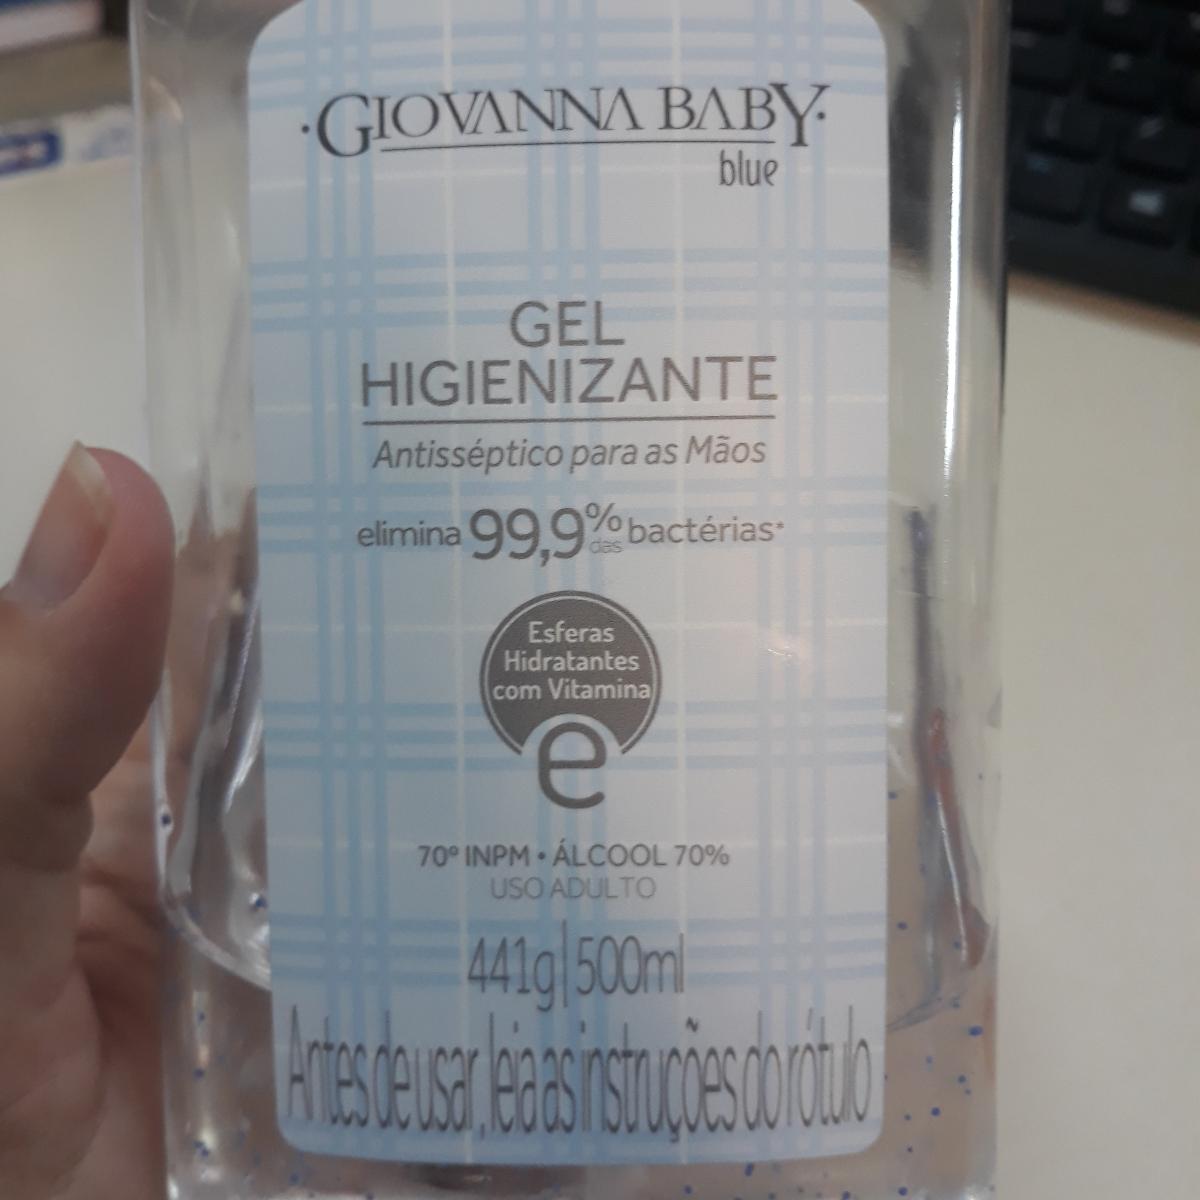 ·GIOVANNA BABY·
blue
GEL
HIGIENIZANTE
Antisséptico para as Mãos
elimina 99,9% das bactérias*
Esferas
Hidratantes
com Vitamina
e
70º INPM • ÁLCOOL 70%
USO ADULTO
441g|500ml
Antes de usar, leia as instruções do rótulo